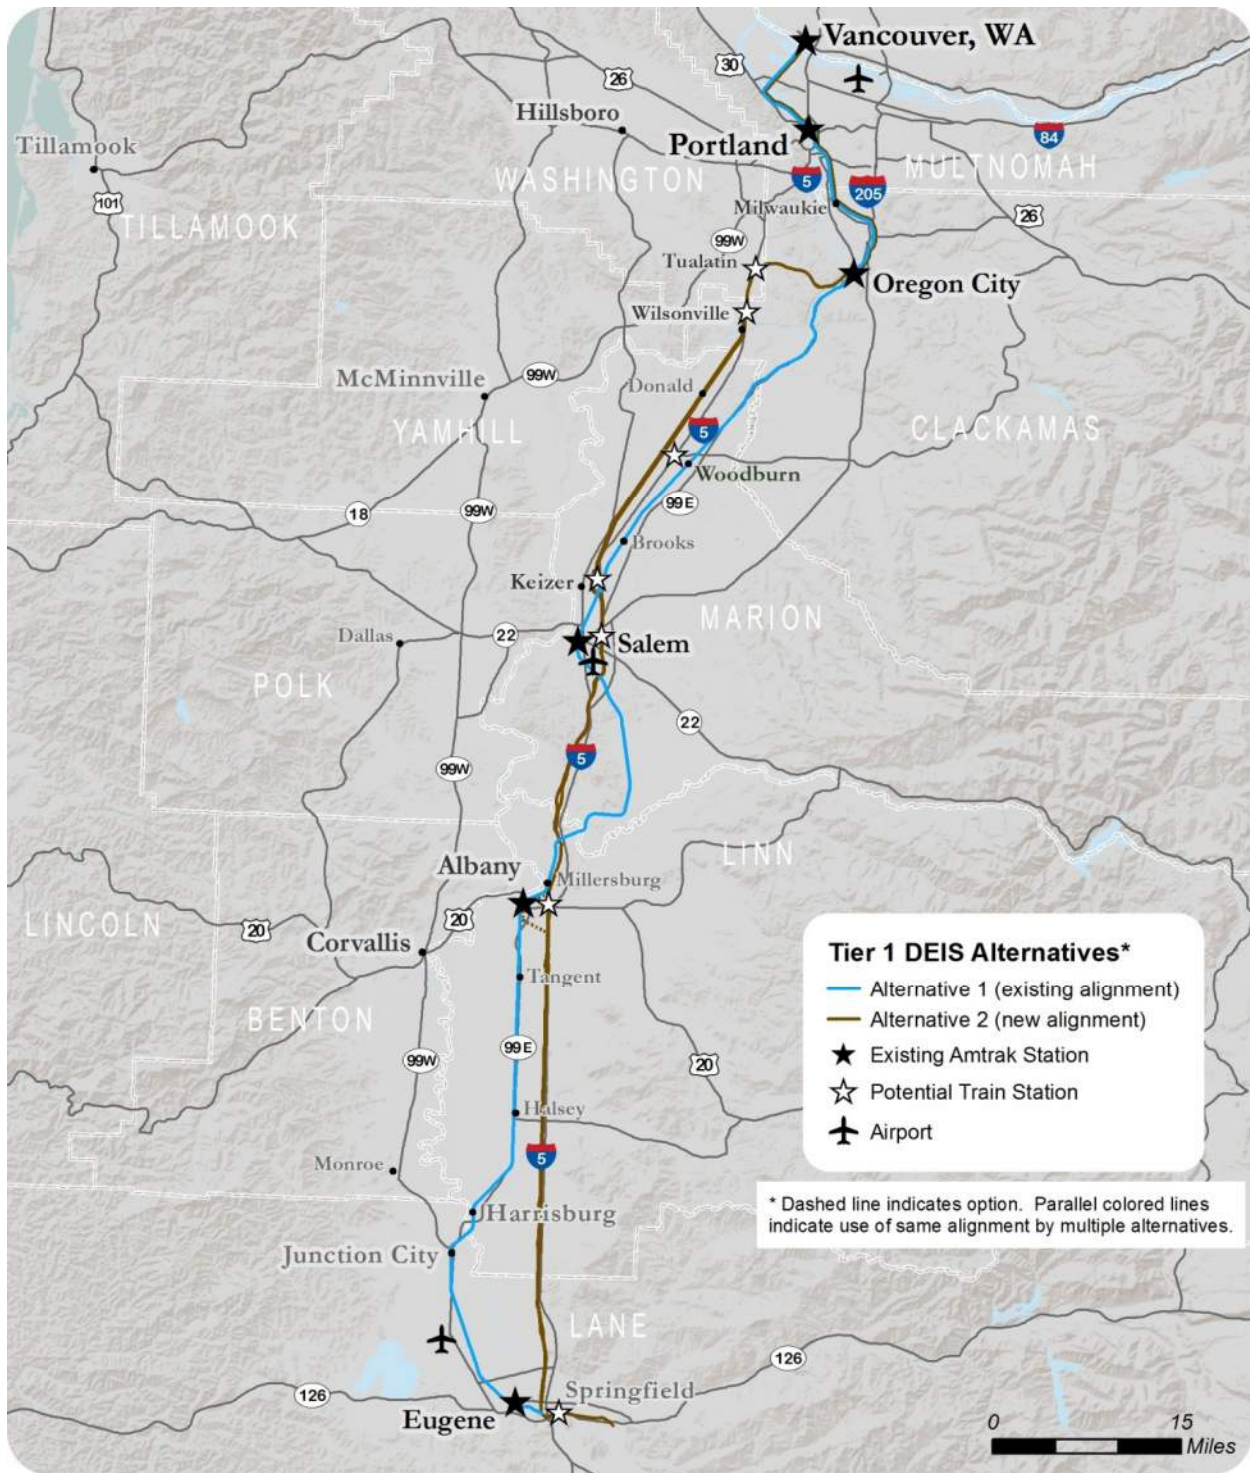 Vancouver, WA
30
26
Hillsboro
Portland
84
Tillamook
WASHINGTON
5
MULTNOMAH
205
101
Milwaukie
26
TILLAMOOK
99W
Tualatin
Oregon City
Wilsonville
McMinnville
99W
Donald
YAMHILL
5
CLACKAMAS
Woodburn
99E
18
99W
Brooks
Keizer
MARION
Dallas
22
Salem
POLK
22
5
99W
Albany
LINN
Millersburg
LINCOLN
20
20
Corvallis
Tangent
BENTON
99W
99E
20
Halsey
5
Monroe
Harrisburg
Junction City
LANE
126
126
Springfield
Eugene
Tier 1 DEIS Alternatives*
Alternative 1 (existing alignment)
Alternative 2 (new alignment)
Existing Amtrak Station
Potential Train Station
Airport
* Dashed line indicates option. Parallel colored lines
indicate use of same alignment by multiple alternatives.
0 15
Miles